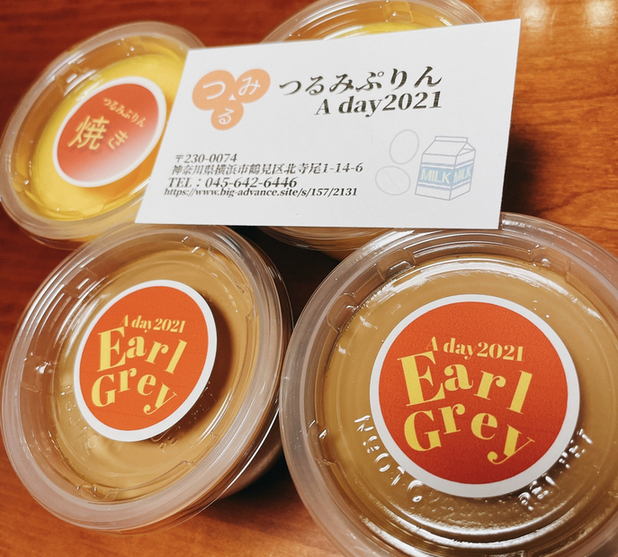 つるみ
つるみぷりん
A day2021
〒230-0074
神奈川県横浜市鶴見区北寺尾1-14-6
TEL：045-642-6446
https://www.big-advance.site/s/157/2131
MILK MILK
つるみぷりん
焼き
A day2021
Earl
Grey
A day2021
Earl
Grey